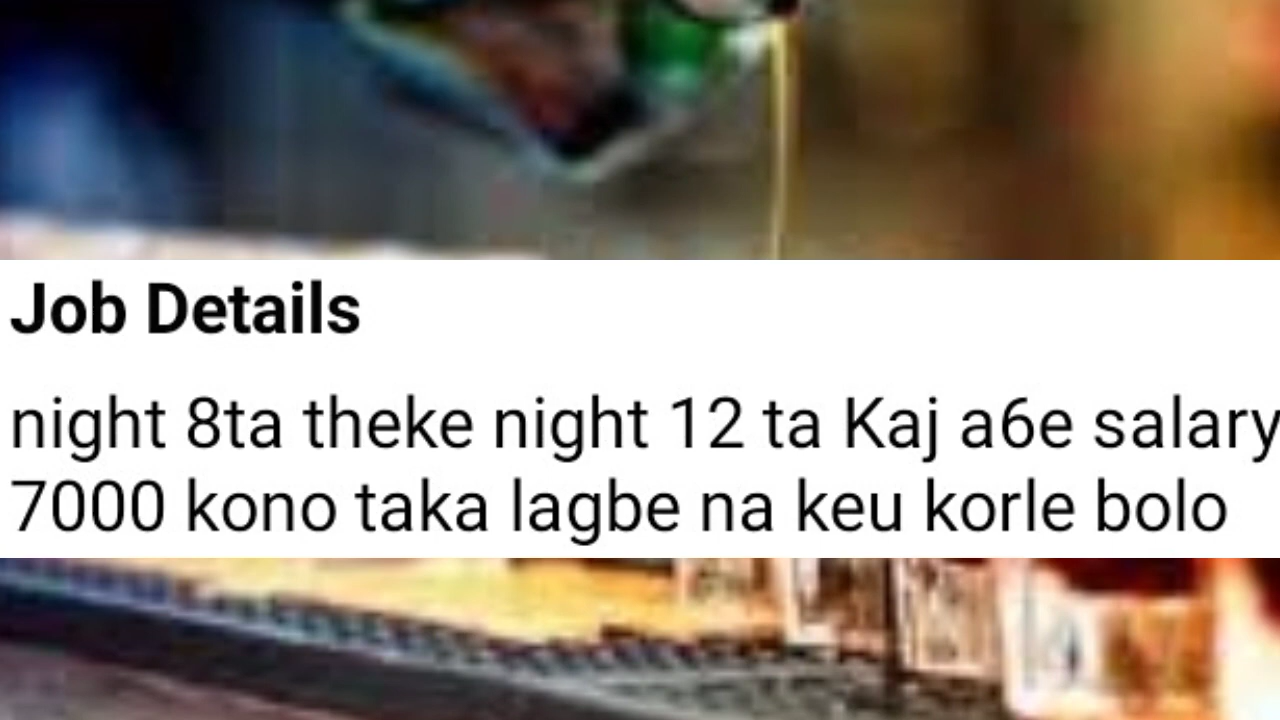 Job Details
night 8ta theke night 12 ta Kaj a6e salary
7000 kono taka lagbe na keu korle bolo